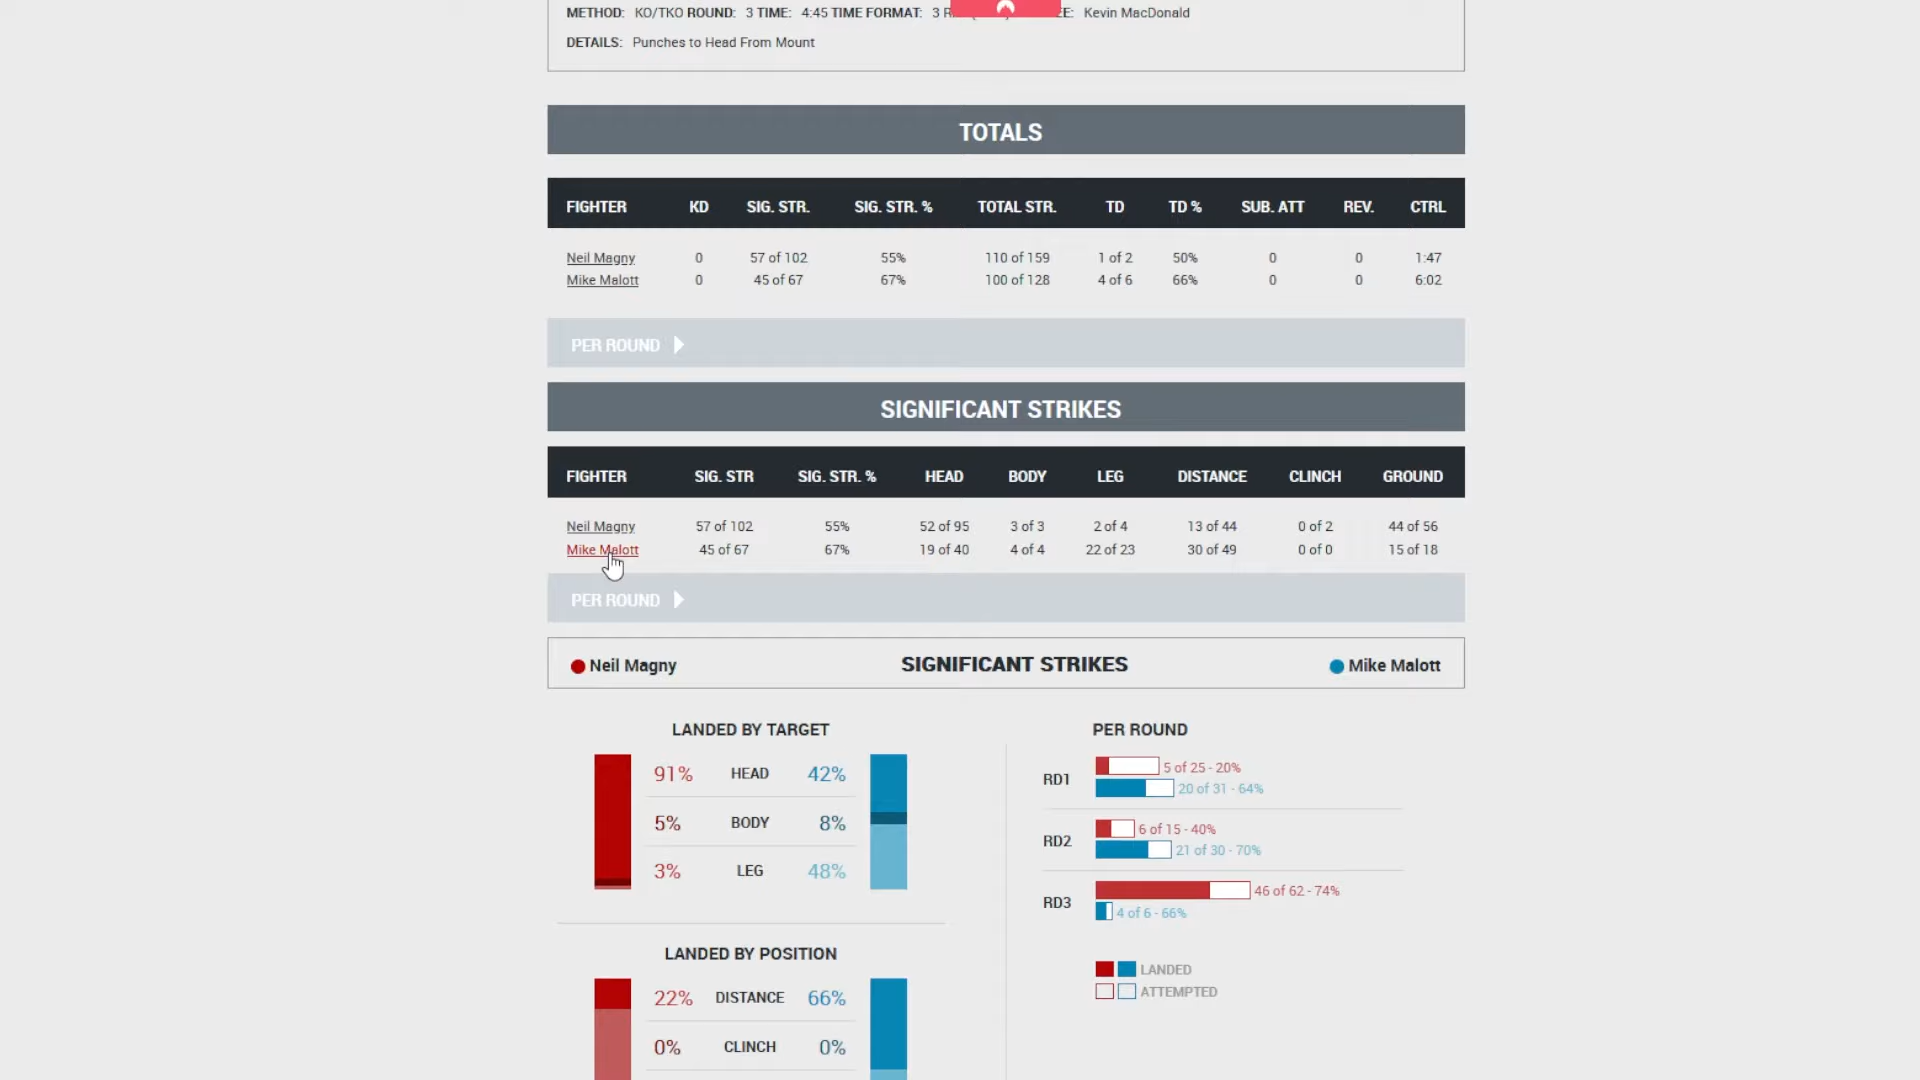 METHOD: KO/TKO ROUND: 3 TIME: 4:45 TIME FORMAT: 3 E: Kevin MacDonald
DETAILS: Punches to Head From Mount
TOTALS
FIGHTER KD SIG. STR. SIG. STR. % TOTAL STR. TD TD % SUB. ATT REV. CTRL
Neil Magny 0 57 of 102 55% 110 of 159 1 of 2 50% 0 0 1:47
Mike Malott 0 45 of 67 67% 100 of 128 4 of 6 66% 0 0 6:02
PER ROUND
SIGNIFICANT STRIKES
FIGHTER SIG. STR SIG. STR. % HEAD BODY LEG DISTANCE CLINCH GROUND
Neil Magny 57 of 102 55% 52 of 95 3 of 3 2 of 4 13 of 44 0 of 2 44 of 56
Mike Malott 45 of 67 67% 19 of 40 4 of 4 22 of 23 30 of 49 0 of 0 15 of 18
PER ROUND
Neil Magny SIGNIFICANT STRIKES Mike Malott
LANDED BY TARGET
91% HEAD 42%
5% BODY 8%
3% LEG 48%
LANDED BY POSITION
22% DISTANCE 66%
0% CLINCH 0%
PER ROUND
RD1
5 of 25 - 20%
20 of 31 - 64%
RD2
6 of 15 - 40%
21 of 30 - 70%
RD3
46 of 62 - 74%
4 of 6 - 66%
LANDED
ATTEMPTED